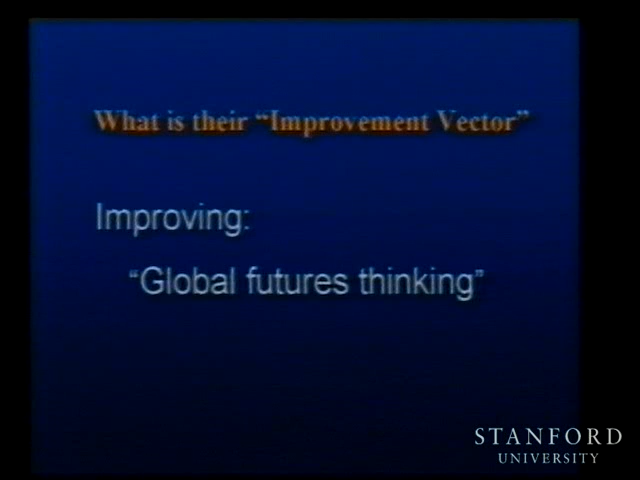 What is their “Improvement Vector”
Improving:
“Global futures thinking”
STANFORD
UNIVERSITY